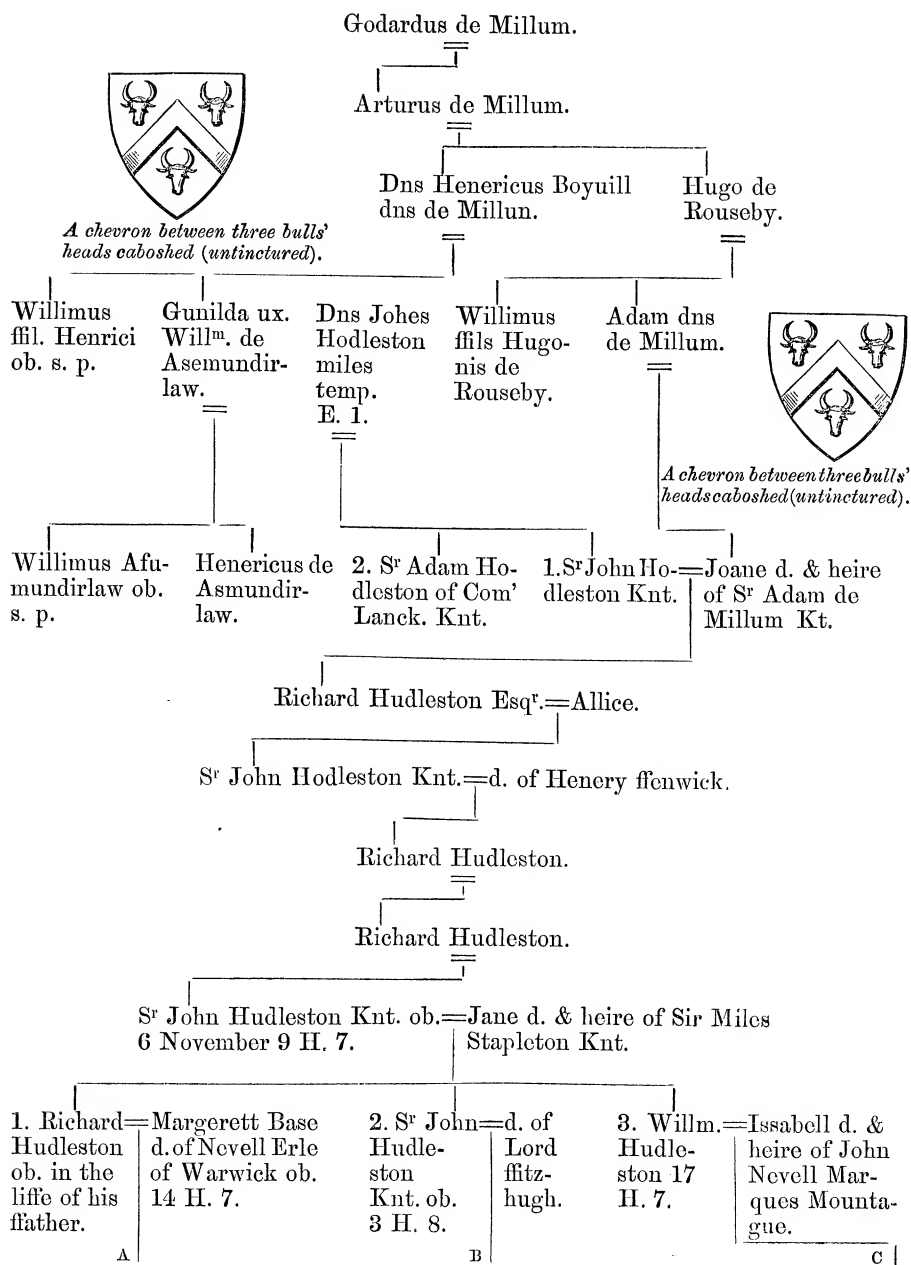 Godardus de Millum.
Arturus de Millum.
Dns Henericus Boyuill
dns de Millun.
Hugo de
Rouseby.
A chevron between three bulls'
heads caboshed (untinctured).
Willimus
ffil. Henrici
ob. s. p.
Gunilda ux.
Willm. de
Asemundir-
law.
Dns Johes
Hodleston
miles
temp.
E. 1.
Willimus
ffils Hugo-
nis de
Rouseby.
Adam dns
de Millum.
A chevron between three bulls'
heads caboshed (untinctured).
Willimus Afu-
mundirlaw ob.
s. p.
Henericus de
Asmundir-
law.
2. Sr Adam Ho-
dleston of Com'
Lanck. Knt.
1. Sr John Ho-
dleston Knt.
=Joane d. & heire
of Sr Adam de
Millum Kt.
Richard Hudleston Esqr.=Allice.
Sr John Hodleston Knt.=d. of Henery ffenwick.
Richard Hudleston.
Richard Hudleston.
Sr John Hudleston Knt. ob.
6 November 9 H. 7.
=Jane d. & heire of Sir Miles
Stapleton Knt.
1. Richard
Hudleston
ob. in the
liffe of his
ffather.
=Margerett Base
d. of Nevell Erle
of Warwick ob.
14 H. 7.
A
2. Sr John
Hudle-
ston
Knt. ob.
3 H. 8.
=d. of
Lord
ffitz-
hugh.
B
3. Willm.
Hudle-
ston 17
H. 7.
=Issabell d. &
heire of John
Nevell Mar-
ques Mounta-
gue.
C